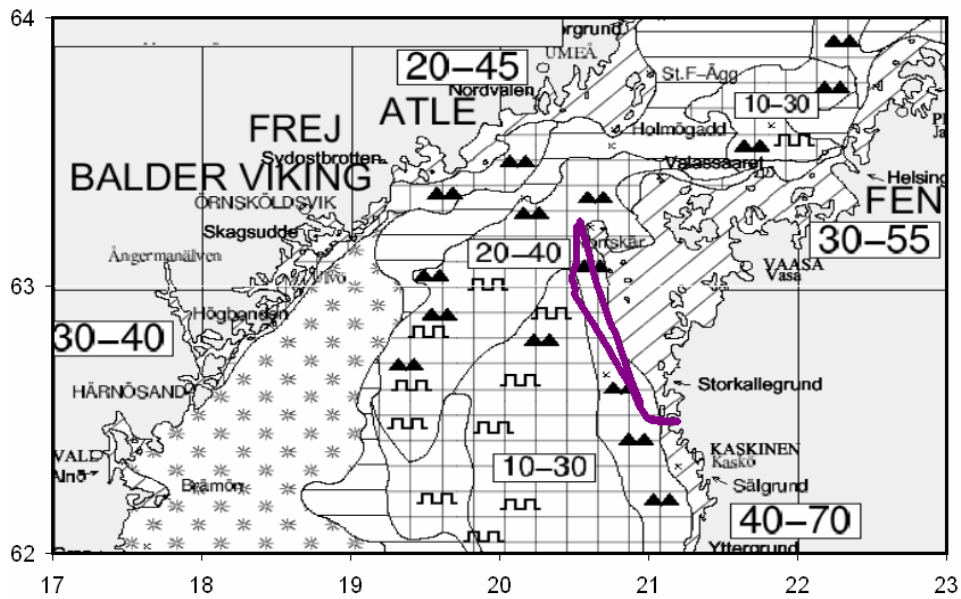 64
UMEÅ
20–45
St.F–Ägg
Nordvalen
ATLE
10–30
FREJ
Holmögadd
Sydostbrotten
Valassaaret
BALDER VIKING
Helsing
ÖRNSKÖLDSVIK
FEN
Skagsudde
30–55
20–40
Ångermanälven
VAASA
Vasa
63
Högbonden
30–40
Storkallegrund
HÄRNÖSAND
KASKINEN
Kaskö
10–30
Sälgrund
Brämön
40–70
Yttergrund
62
17
18
19
20
21
22
23